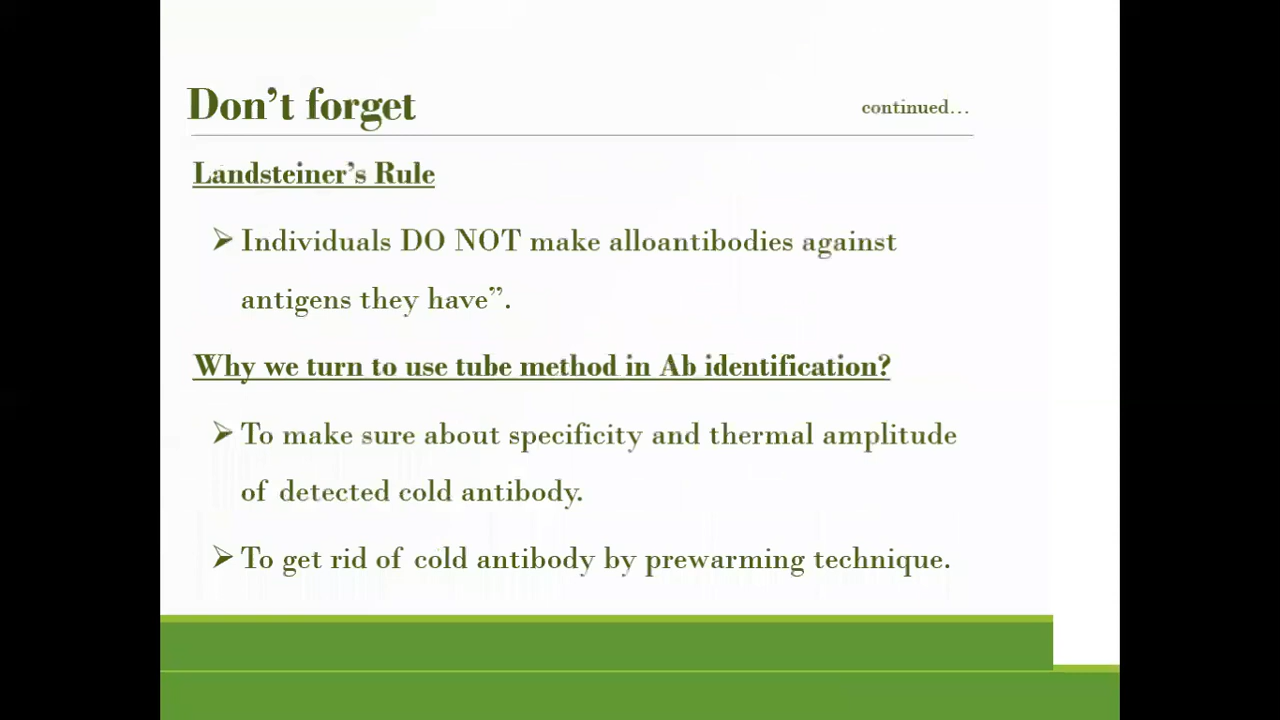 Don't forget
continued...
Landsteiner's Rule
➢ Individuals DO NOT make alloantibodies against
antigens they have”.
Why we turn to use tube method in Ab identification?
➢ To make sure about specificity and thermal amplitude
of detected cold antibody.
➢ To get rid of cold antibody by prewarming technique.